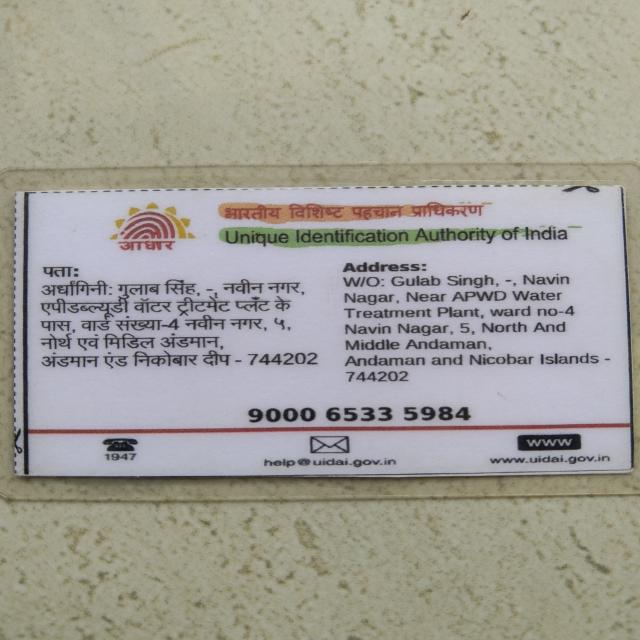 भारतीय विशिष्ट पहचान प्राधिकरण
Unique Identification Authority of India
आधार
पता:
अर्धांगिनी: गुलाब सिंह, -, नवीन नगर,
एपीडब्ल्यूडी वॉटर ट्रीटमेंट प्लँट के
पास, वार्ड संख्या-4 नवीन नगर, ५,
नोर्थ एवं मिडिल अंडमान,
अंडमान एंड निकोबार दीप - 744202
Address:
W/O: Gulab Singh, -, Navin
Nagar, Near APWD Water
Treatment Plant, ward no-4
Navin Nagar, 5, North And
Middle Andaman,
Andaman and Nicobar Islands -
744202
9000 6533 5984
1947
help@uidai.gov.in
www
www.uidai.gov.in